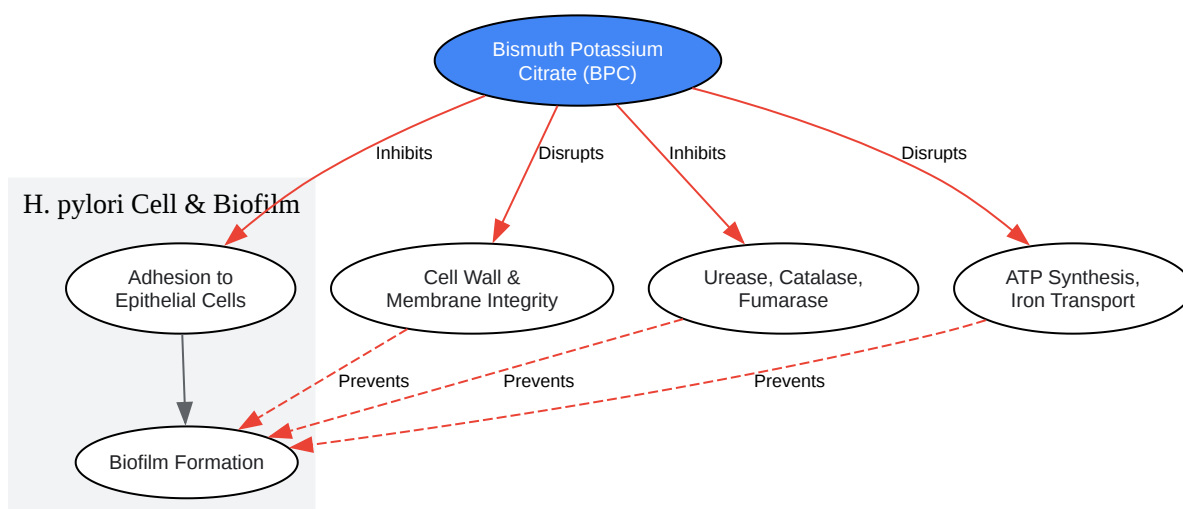 Bismuth Potassium
Citrate (BPC)
Inhibits
Disrupts
Inhibits
Disrupts
H. pylori Cell & Biofilm
Adhesion to
Epithelial Cells
Cell Wall &
Membrane Integrity
Urease, Catalase,
Fumarase
ATP Synthesis,
Iron Transport
Prevents
Prevents
Prevents
Biofilm Formation